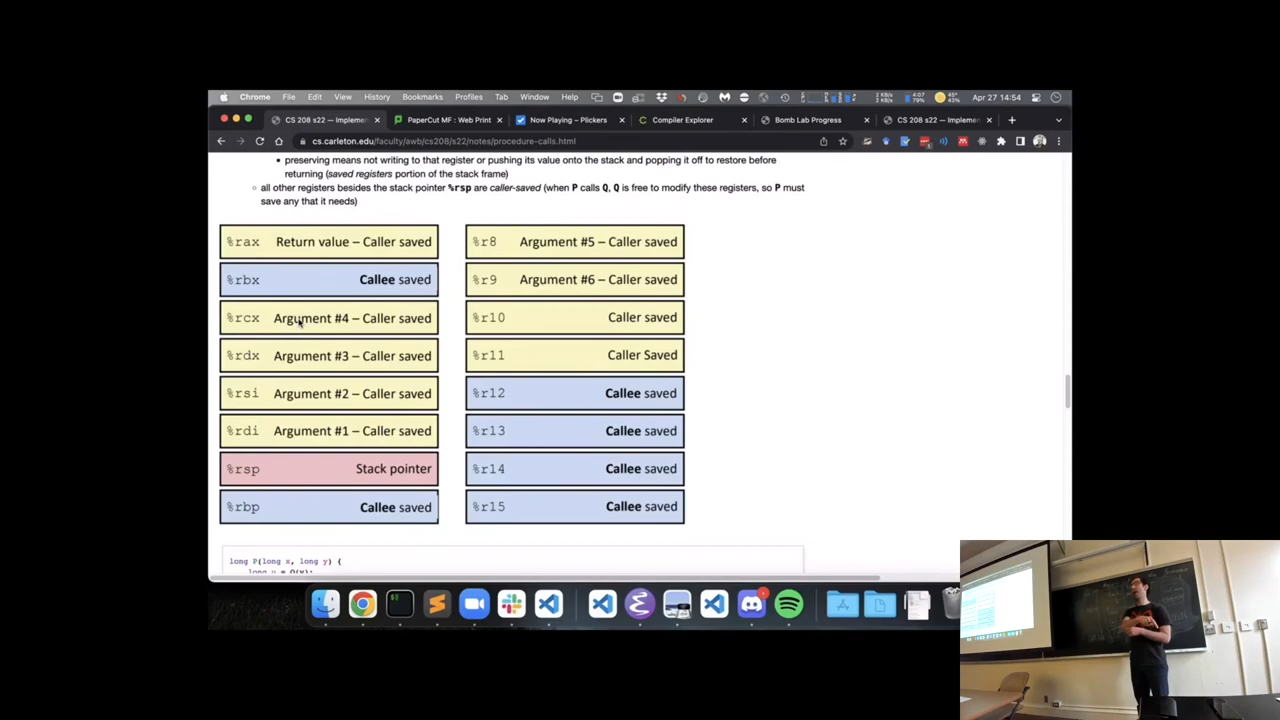 Chrome File Edit View History Bookmarks Profiles Tab Window Help Apr 27 14:54
CS 208 s22 — Implemen
PaperCut MF : Web Print
Now Playing – Plickers
Compiler Explorer
Bomb Lab Progress
CS 208 s22 — Implemen
cs.carleton.edu/faculty/awb/cs208/s22/notes/procedure-calls.html
preserving means not writing to that register or pushing its value onto the stack and popping it off to restore before
returning (saved registers portion of the stack frame)
all other registers besides the stack pointer %rsp are caller-saved (when P calls Q, Q is free to modify these registers, so P must
save any that it needs)
%rax Return value – Caller saved
%rbx Callee saved
%rcx Argument #4 – Caller saved
%rdx Argument #3 – Caller saved
%rsi Argument #2 – Caller saved
%rdi Argument #1 – Caller saved
%rsp Stack pointer
%rbp Callee saved
%r8 Argument #5 – Caller saved
%r9 Argument #6 – Caller saved
%r10 Caller saved
%r11 Caller Saved
%r12 Callee saved
%r13 Callee saved
%r14 Callee saved
%r15 Callee saved
long P(long x, long y) {